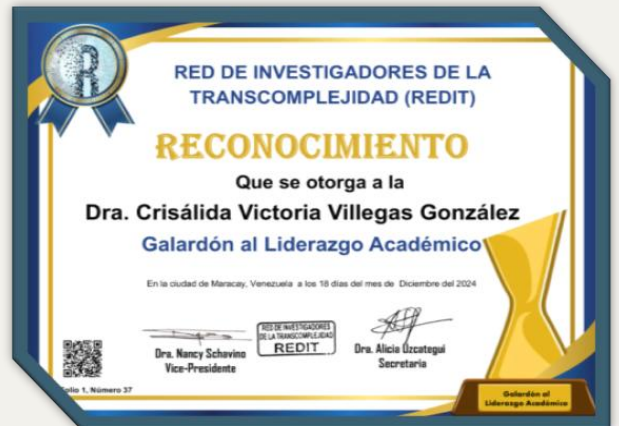 RED DE INVESTIGADORES DE LA
TRANSCOMPLEJIDAD (REDIT)
RECONOCIMIENTO
Que se otorga a la
Dra. Crisálida Victoria Villegas González
Galardón al Liderazgo Académico
En la ciudad de Maracay, Venezuela a los 18 días del mes de Diciembre del 2024
RED DE INVESTIGADORES
DE LA TRANSCOMPLEJIDAD
REDIT
Dra. Nancy Schavino
Vice-Presidente
Dra. Alicia Uzcategui
Secretaria
Folio 1, Número 37
Galardón al
Liderazgo Académico